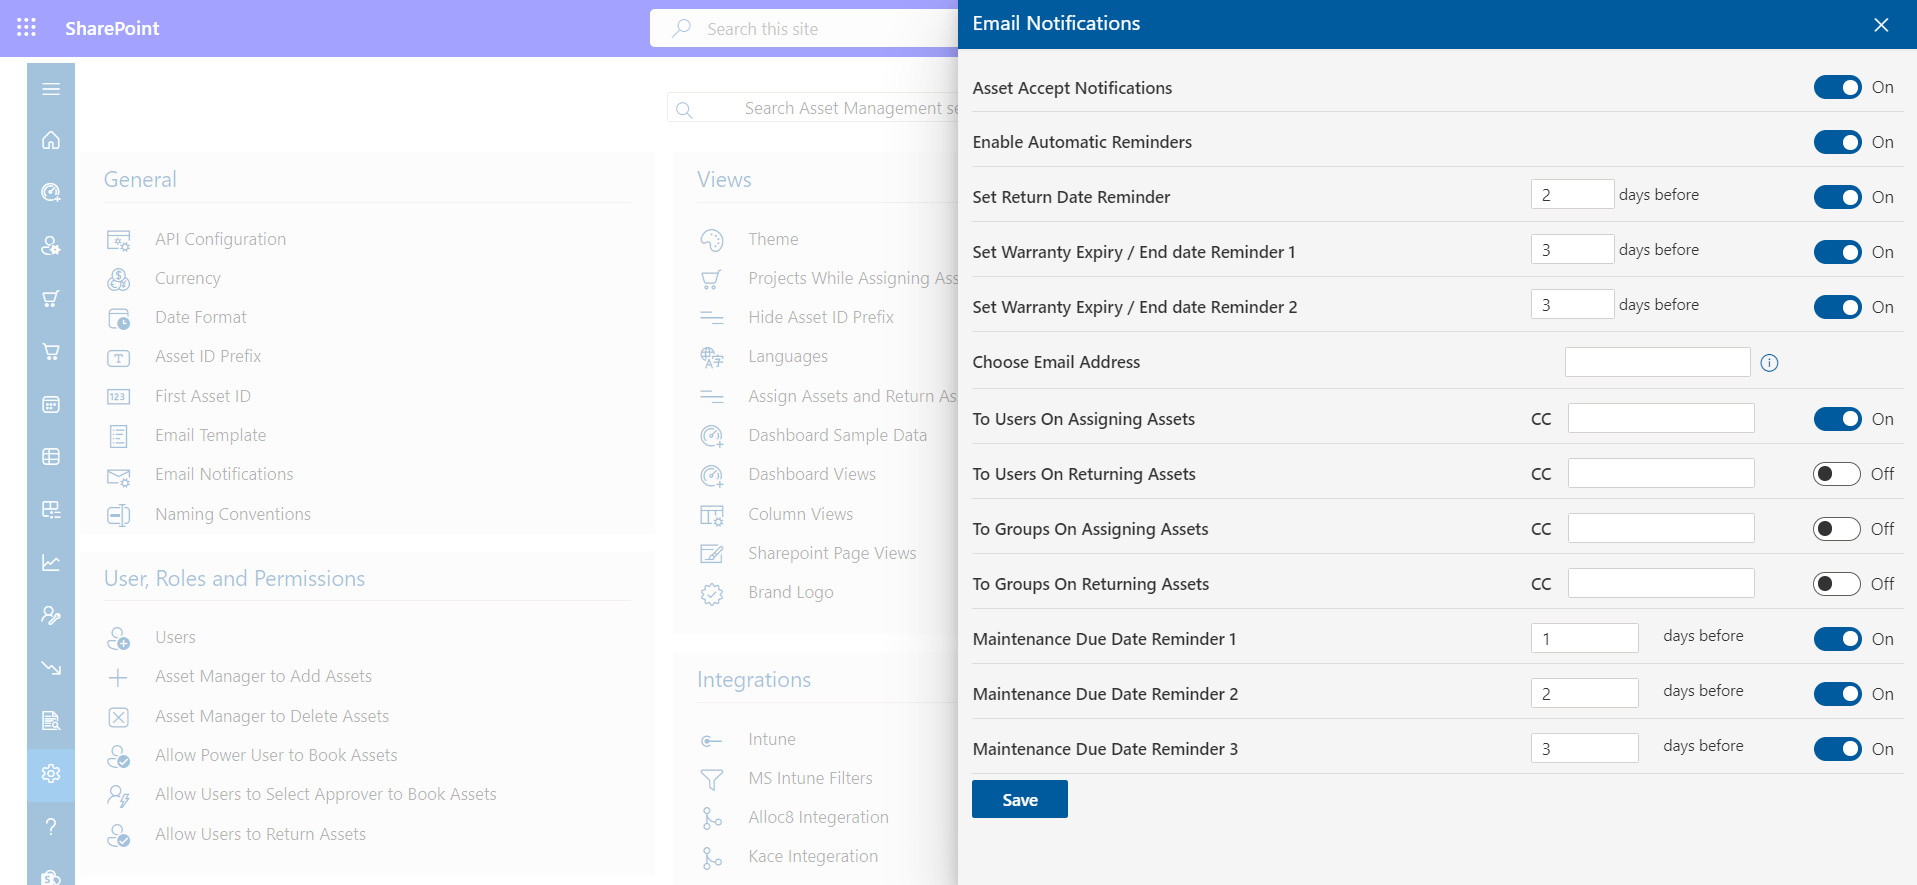 SharePoint
Search this site
Search Asset Management se
General
API Configuration
Currency
Date Format
Asset ID Prefix
First Asset ID
Email Template
Email Notifications
Naming Conventions
User, Roles and Permissions
Users
Asset Manager to Add Assets
Asset Manager to Delete Assets
Allow Power User to Book Assets
Allow Users to Select Approver to Book Assets
Allow Users to Return Assets
Views
Theme
Projects While Assigning Ass
Hide Asset ID Prefix
Languages
Assign Assets and Return As
Dashboard Sample Data
Dashboard Views
Column Views
Sharepoint Page Views
Brand Logo
Integrations
Intune
MS Intune Filters
Alloc8 Integeration
Kace Integeration
Email Notifications
Asset Accept Notifications On
Enable Automatic Reminders On
Set Return Date Reminder 2 days before On
Set Warranty Expiry / End date Reminder 1 3 days before On
Set Warranty Expiry / End date Reminder 2 3 days before On
Choose Email Address
To Users On Assigning Assets CC On
To Users On Returning Assets CC Off
To Groups On Assigning Assets CC Off
To Groups On Returning Assets CC Off
Maintenance Due Date Reminder 1 1 days before On
Maintenance Due Date Reminder 2 2 days before On
Maintenance Due Date Reminder 3 3 days before On
Save